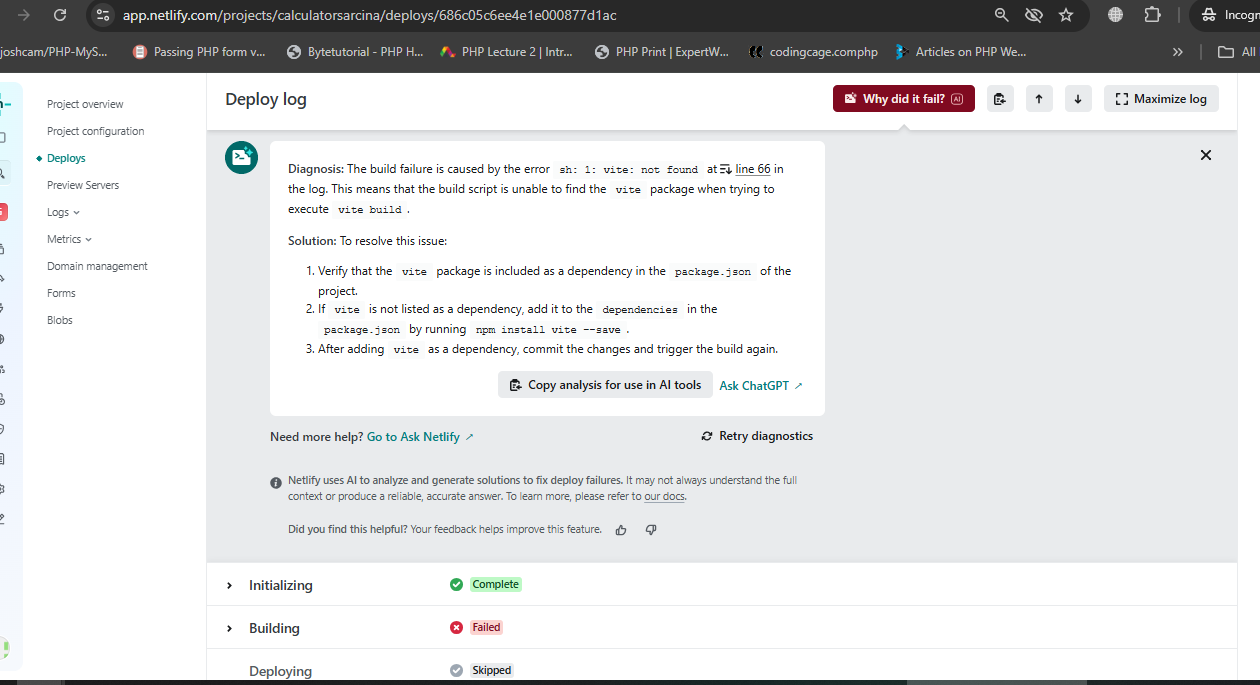 app.netlify.com/projects/calculatorsarcina/deploys/686c05c6ee4e1e000877d1ac
Incogn
joshcam/PHP-MyS...
Passing PHP form v...
Bytetutorial - PHP H...
PHP Lecture 2 | Intr...
PHP Print | ExpertW...
codingcage.comphp
Articles on PHP We...
»
All
Project overview
Project configuration
Deploys
Preview Servers
Logs
Metrics
Domain management
Forms
Blobs
Deploy log
Why did it fail? AI
Maximize log
Diagnosis: The build failure is caused by the error sh: 1: vite: not found at line 66 in
the log. This means that the build script is unable to find the vite package when trying to
execute vite build .
Solution: To resolve this issue:
1. Verify that the vite package is included as a dependency in the package.json of the
project.
2. If vite is not listed as a dependency, add it to the dependencies in the
package.json by running npm install vite --save .
3. After adding vite as a dependency, commit the changes and trigger the build again.
Copy analysis for use in AI tools
Ask ChatGPT ↗
Need more help? Go to Ask Netlify ↗
Retry diagnostics
Netlify uses AI to analyze and generate solutions to fix deploy failures. It may not always understand the full
context or produce a reliable, accurate answer. To learn more, please refer to our docs.
Did you find this helpful? Your feedback helps improve this feature.
Initializing
Complete
Building
Failed
Deploying
Skipped